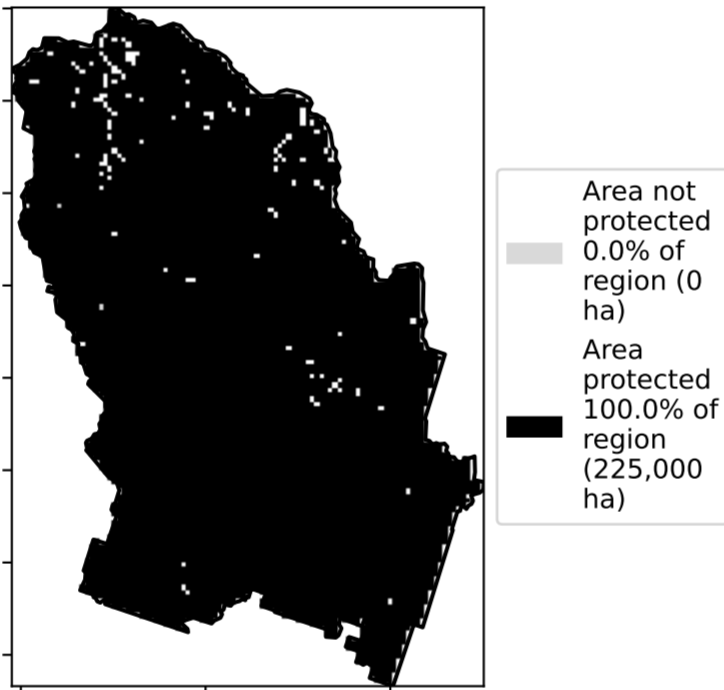 Area not
protected
0.0% of
region (0
ha)
Area
protected
100.0% of
region
(225,000
ha)